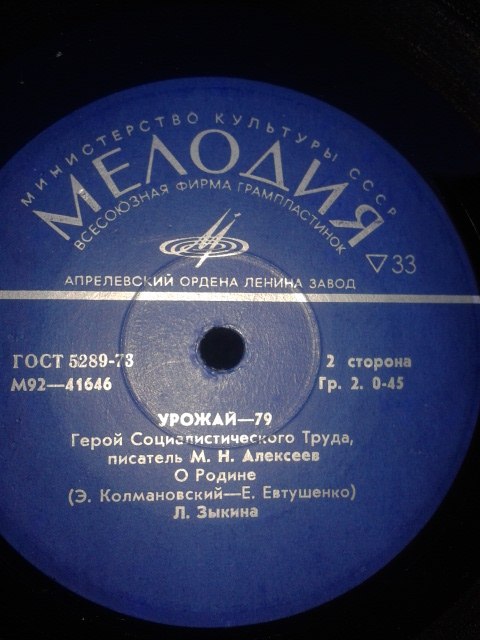 МИНИСТЕРСТВО КУЛЬТУРЫ СССР
МЕЛОДИЯ
ВСЕСОЮЗНАЯ ФИРМА ГРАМПЛАСТИНОК
▽33
АПРЕЛЕВСКИЙ ОРДЕНА ЛЕНИНА ЗАВОД
ГОСТ 5289-73
М92—41646
2 сторона
Гр. 2. 0-45
УРОЖАЙ—79
Герой Социалистического Труда,
писатель М. Н. Алексеев
О Родине
(Э. Колмановский—Е. Евтушенко)
Л. Зыкина